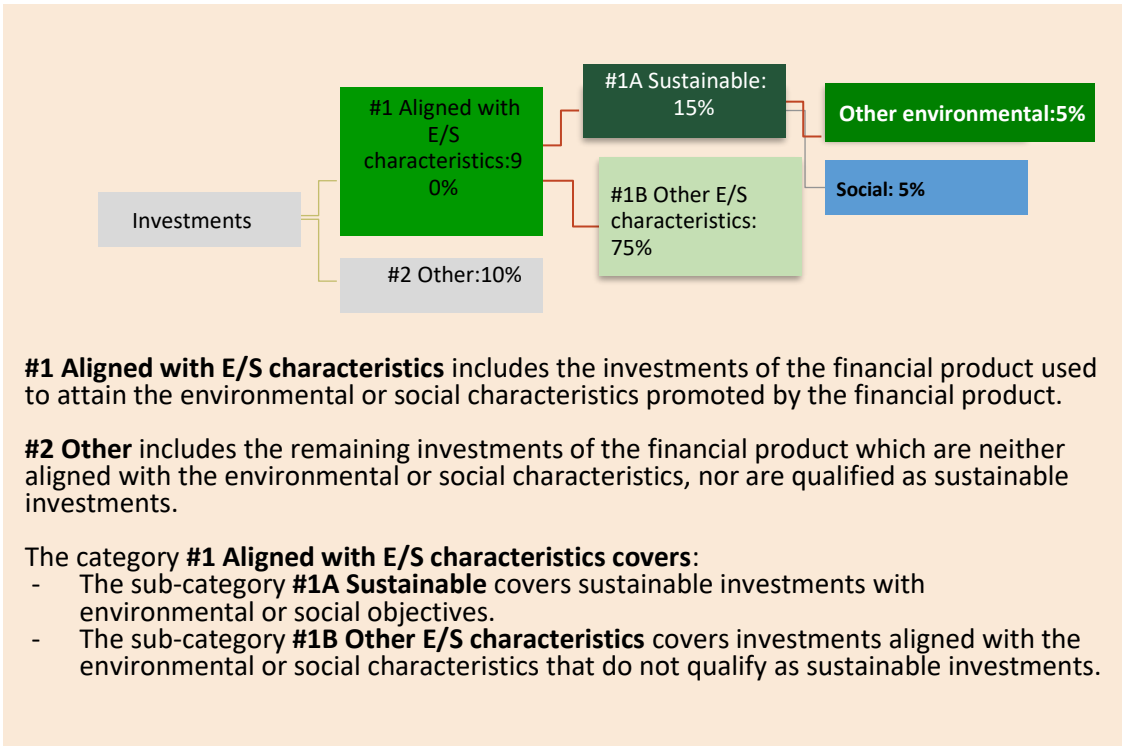 #1A Sustainable:
15%
#1 Aligned with
E/S
characteristics:9
0%
Other environmental:5%
#1B Other E/S
characteristics:
75%
Social: 5%
Investments
#2 Other:10%
#1 Aligned with E/S characteristics includes the investments of the financial product used
to attain the environmental or social characteristics promoted by the financial product.
#2 Other includes the remaining investments of the financial product which are neither
aligned with the environmental or social characteristics, nor are qualified as sustainable
investments.
The category #1 Aligned with E/S characteristics covers:
- The sub-category #1A Sustainable covers sustainable investments with
environmental or social objectives.
- The sub-category #1B Other E/S characteristics covers investments aligned with the
environmental or social characteristics that do not qualify as sustainable investments.